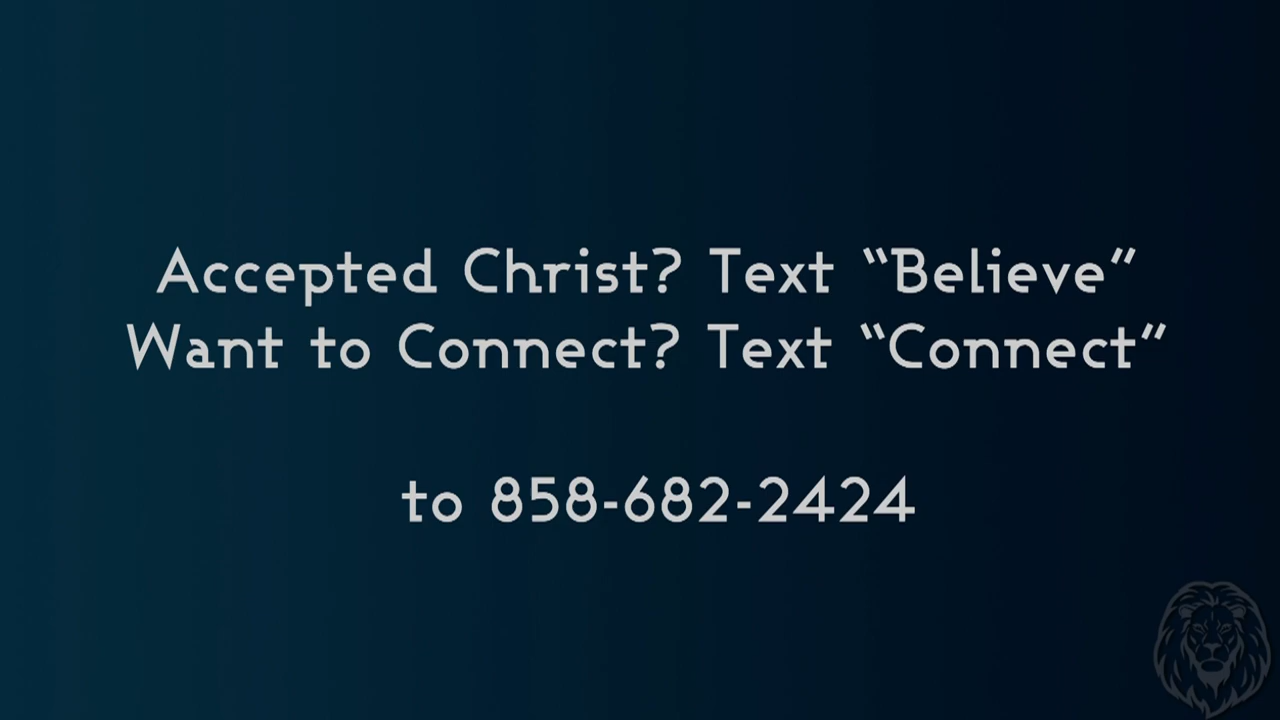 Accepted Christ? Text “Believe”
Want to Connect? Text “Connect”
to 858-682-2424